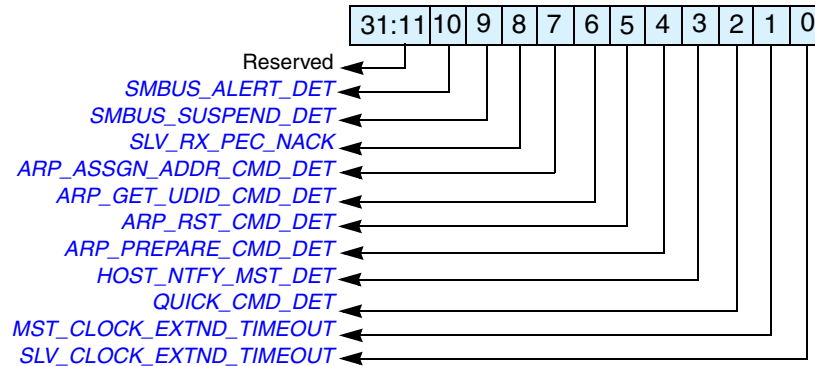 31:11 10 9 8 7 6 5 4 3 2 1 0
Reserved
SMBUS_ALERT_DET
SMBUS_SUSPEND_DET
SLV_RX_PEC_NACK
ARP_ASSGN_ADDR_CMD_DET
ARP_GET_UDID_CMD_DET
ARP_RST_CMD_DET
ARP_PREPARE_CMD_DET
HOST_NTFY_MST_DET
QUICK_CMD_DET
MST_CLOCK_EXTND_TIMEOUT
SLV_CLOCK_EXTND_TIMEOUT